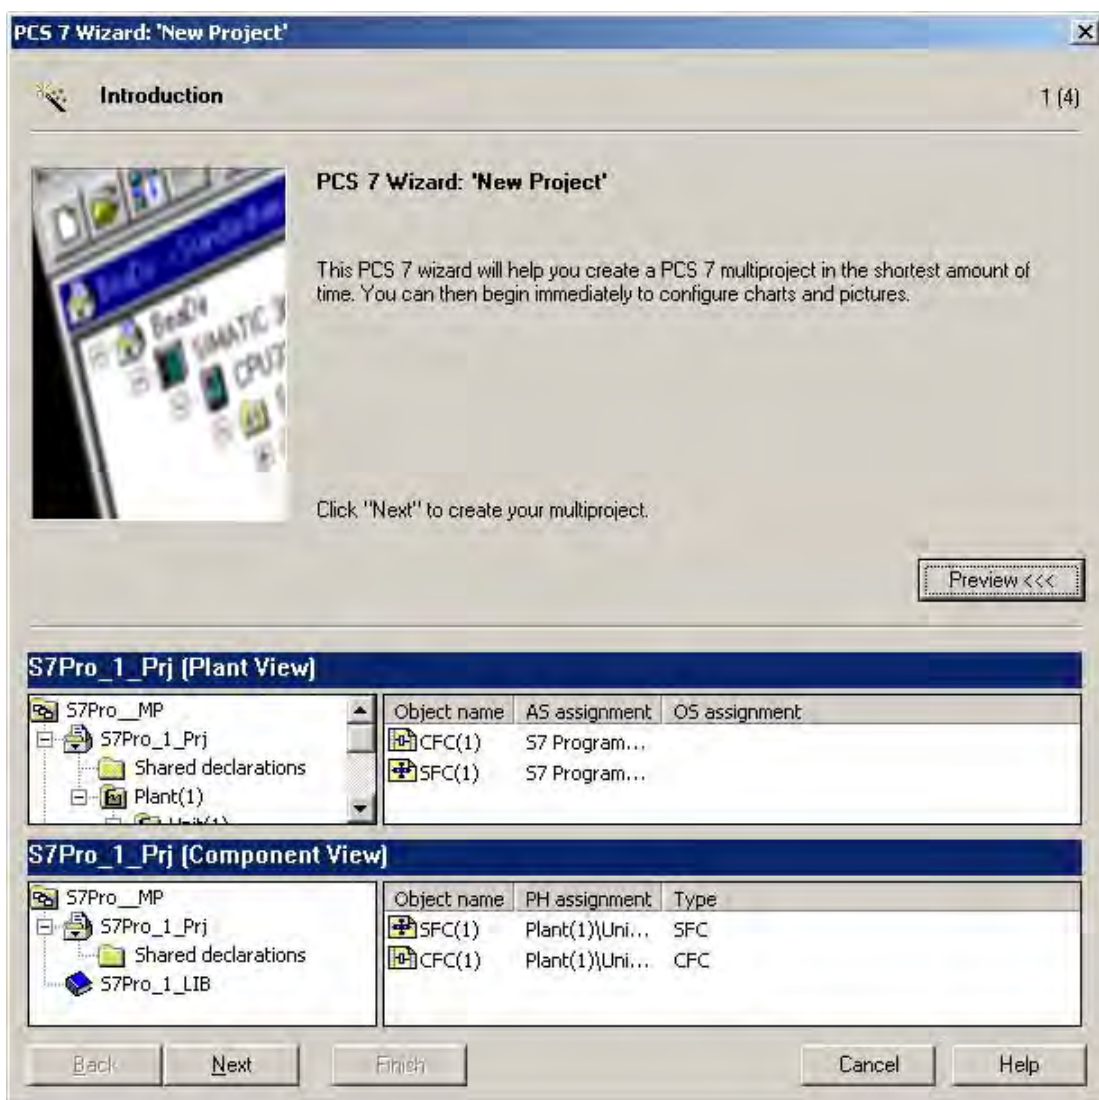 PCS 7 Wizard: 'New Project'
Introduction
1 (4)
PCS 7 Wizard: 'New Project'
This PCS 7 wizard will help you create a PCS 7 multiproject in the shortest amount of
time. You can then begin immediately to configure charts and pictures.
SIMATIC
Click "Next" to create your multiproject.
Preview <<<
S7Pro_1_Prj (Plant View)
S7Pro__MP
S7Pro_1_Prj
Shared declarations
Plant(1)
Unit(1)
Object name AS assignment OS assignment
CFC(1) S7 Program...
SFC(1) S7 Program...
S7Pro_1_Prj (Component View)
S7Pro__MP
S7Pro_1_Prj
Shared declarations
S7Pro_1_LIB
Object name PH assignment Type
SFC(1) Plant(1)\Uni... SFC
CFC(1) Plant(1)\Uni... CFC
Back Next Finish Cancel Help